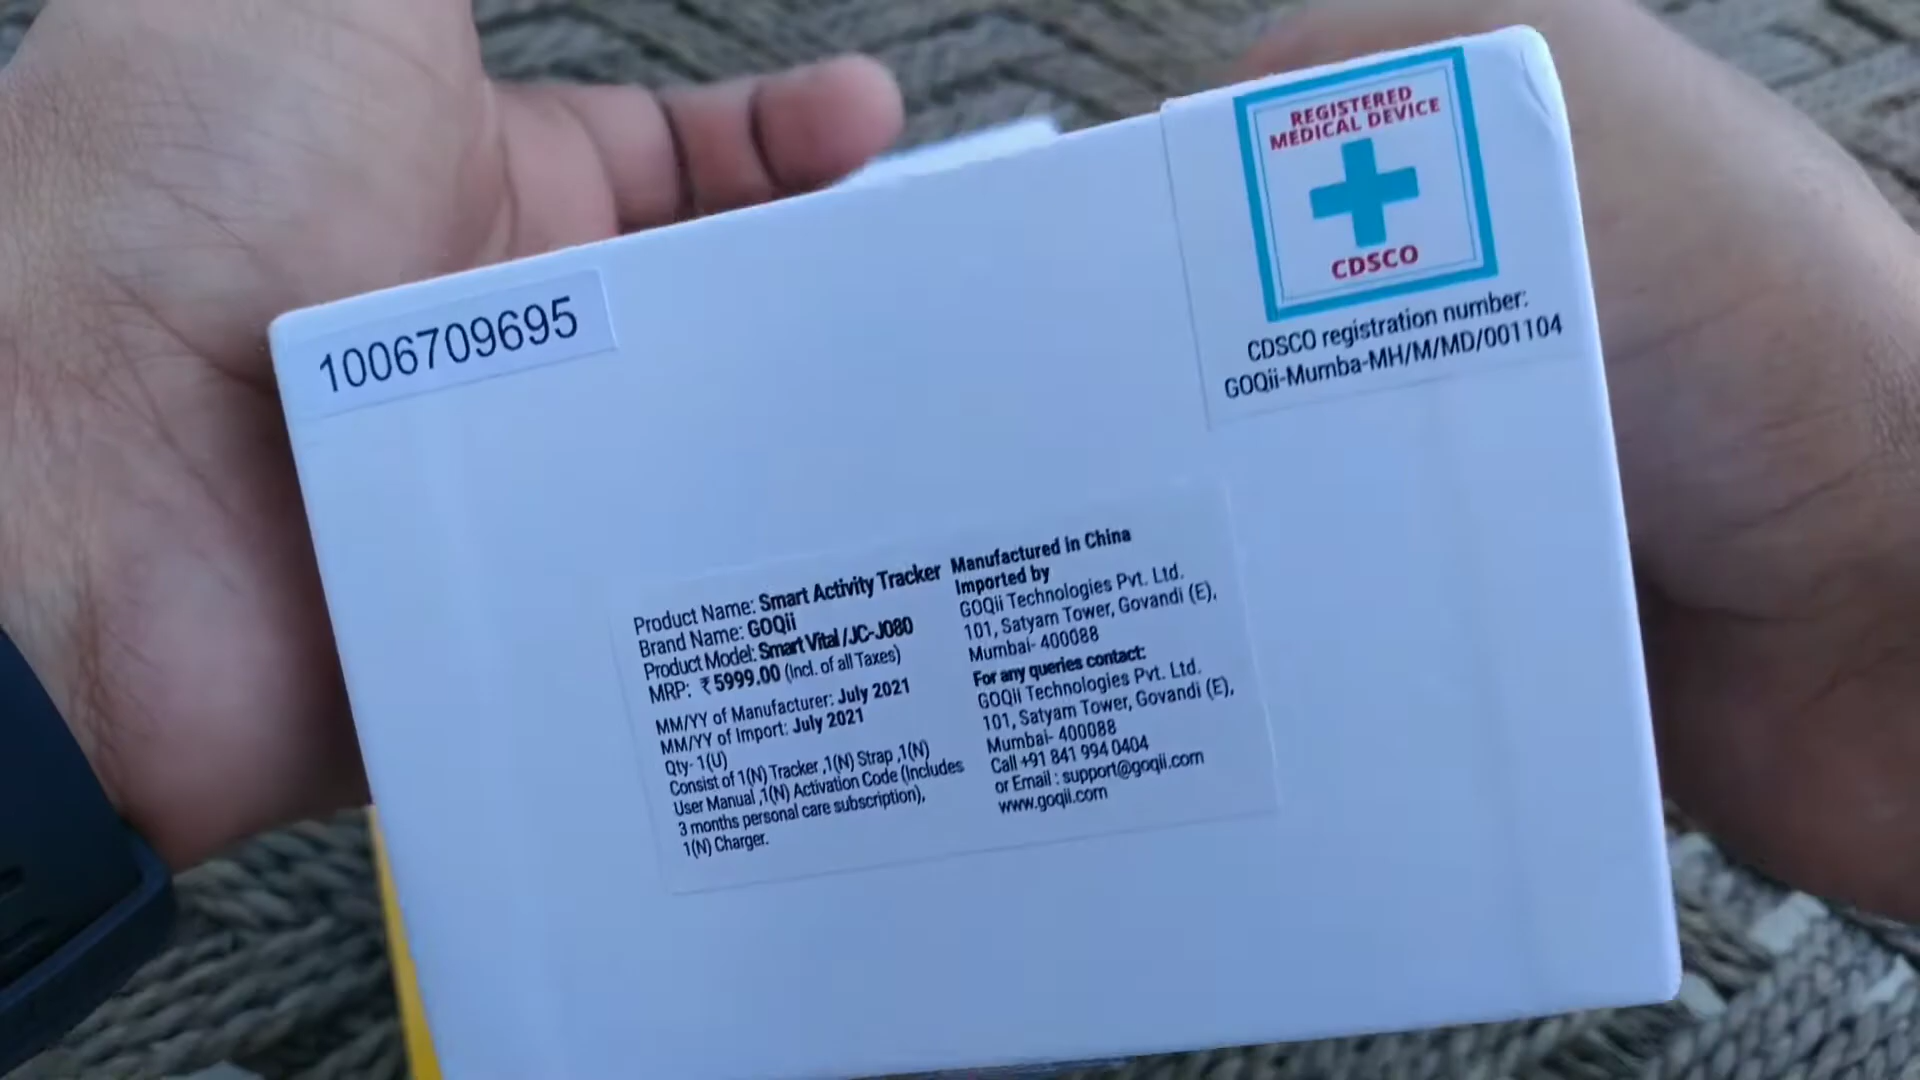 1006709695
REGISTERED
MEDICAL DEVICE
CDSCO
CDSCO registration number:
GOQii-Mumba-MH/M/MD/001104
Product Name: Smart Activity Tracker
Brand Name: GOQii
Product Model: Smart Vital/JC-J080
MRP: ₹5999.00 (Incl. of all Taxes)
MM/YY of Manufacturer: July 2021
MM/YY of Import: July 2021
Qty- 1(U)
Consist of 1(N) Tracker ,1(N) Strap ,1(N)
User Manual ,1(N) Activation Code (Includes
3 months personal care subscription),
1(N) Charger.
Manufactured in China
Imported by
GOQii Technologies Pvt. Ltd.
101, Satyam Tower, Govandi (E),
Mumbai- 400088
For any queries contact:
GOQii Technologies Pvt. Ltd.
101, Satyam Tower, Govandi (E),
Mumbai- 400088
Call +91 841 994 0404
or Email : support@goqii.com
www.goqii.com